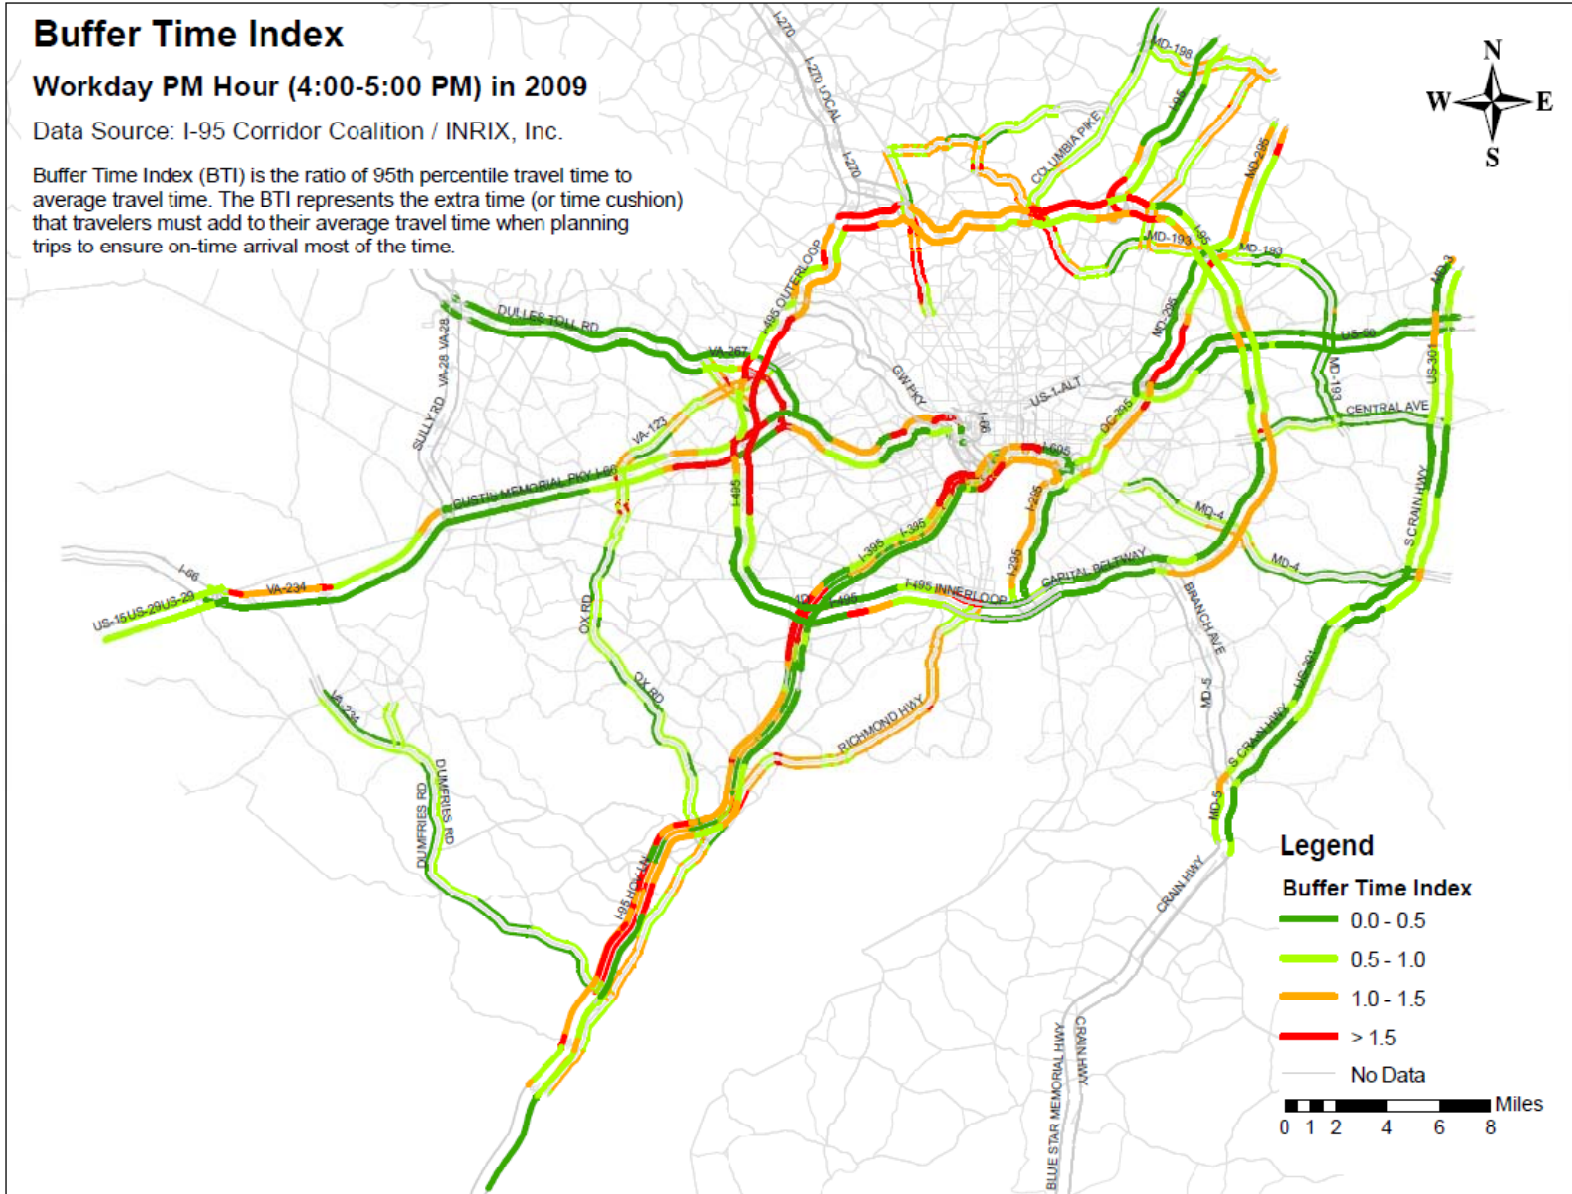 Buffer Time Index
Workday PM Hour (4:00-5:00 PM) in 2009
Data Source: I-95 Corridor Coalition / INRIX, Inc.
Buffer Time Index (BTI) is the ratio of 95th percentile travel time to
average travel time. The BTI represents the extra time (or time cushion)
that travelers must add to their average travel time when planning
trips to ensure on-time arrival most of the time.
N
W
E
S
I-270
I-270 LOCAL
I-270
MD-198
I-95
COLUMBIA PIKE
MD-295
MD-193
I-95
MD-193
MD-3
I-495 OUTERLOOP
DULLES TOLL RD
VA-267
VA-28 VA-28
SULLY RD
GW PKY
US-1-ALT
MD-295
US-50
US-301
MD-193
CENTRAL AVE
VA-123
I-66
DC-295
I-695
CUSTIS MEMORIAL PKY I-66
I-495
I-295
I-395
I-395
MD-4
MD-4
S CRAIN HWY
I-66
VA-234
US-15US-29US-29
I-295
CAPITAL BELTWAY
I-495 INNERLOOP
I-495
OX RD
OX RD
BRANCH AVE
MD-5
US-301
S CRAIN HWY
MD-5
RICHMOND HWY
VA-234
DUMFRIES RD
DUMFRIES RD
I-95 HOV LN
CRAIN HWY
BLUE STAR MEMORIAL HWY
CRAIN HWY
Legend
Buffer Time Index
0.0 - 0.5
0.5 - 1.0
1.0 - 1.5
> 1.5
No Data
Miles
0 1 2 4 6 8